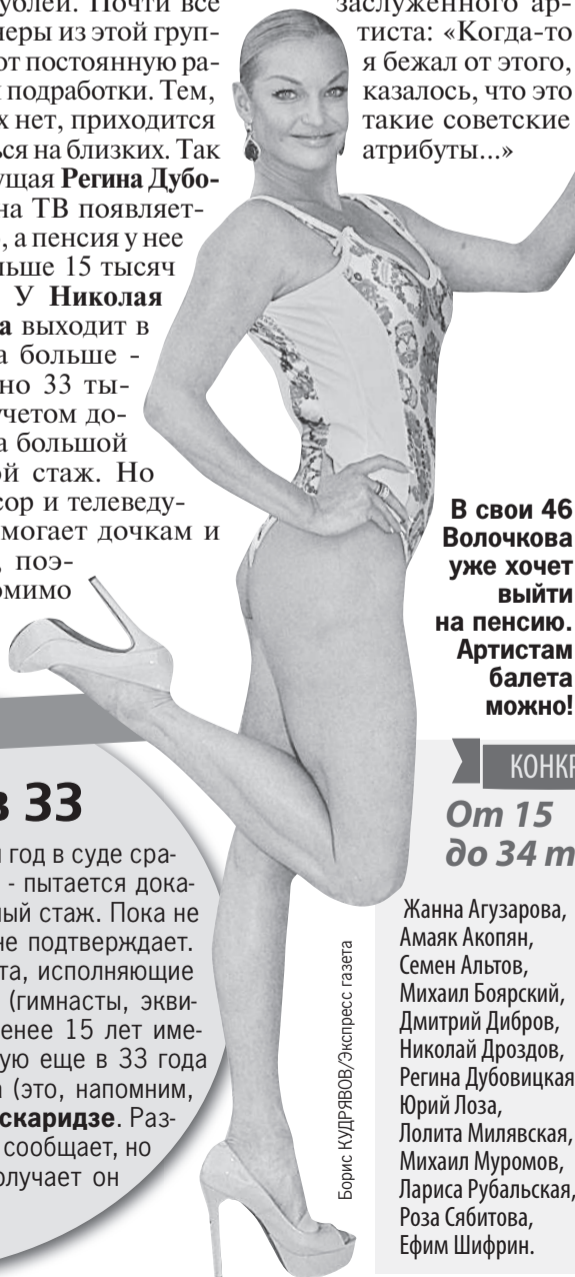 ублей. Почти все
неры из этой груп-
от постоянную ра-
подработки. Тем,
х нет, приходится
ься на близких. Так
ущая Регина Дубо-
на ТВ появляет-
, а пенсия у нее
ньше 15 тысяч
У Николая
а выходит в
а больше -
но 33 ты-
учетом до-
а большой
й стаж. Но
сор и телеведу-
могает дочкам и
, поэ-
омимо
заслуженного ар-
тиста: «Когда-то
я бежал от этого,
казалось, что это
такие советские
атрибуты...»
В свои 46
Волочкова
уже хочет
выйти
на пенсию.
Артистам
балета
можно!
в 33
год в суде сра-
- пытается дока-
ный стаж. Пока не
не подтверждает.
та, исполняющие
(гимнасты, экви-
енее 15 лет име-
ую еще в 33 года
(это, напомним,
скаридзе. Раз-
сообщает, но
олучает он
Борис КУДРЯВОВ/Экспресс газета
КОНКР
От 15
до 34 т
Жанна Агузарова,
Амаяк Акопян,
Семен Альтов,
Михаил Боярский,
Дмитрий Дибров,
Николай Дроздов,
Регина Дубовицкая
Юрий Лоза,
Лолита Милявская,
Михаил Муромов,
Лариса Рубальская,
Роза Сябитова,
Ефим Шифрин.